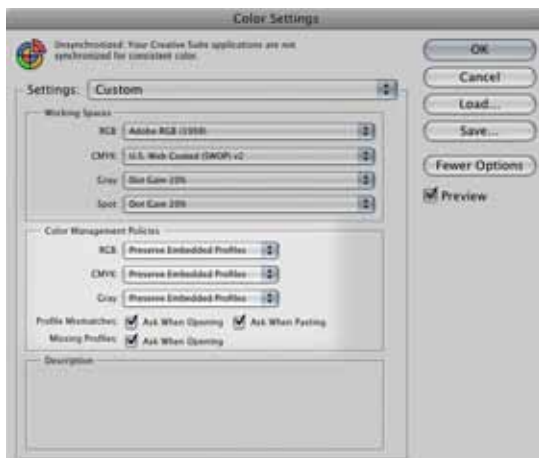 Color Settings
Unsynchronized: Your Creative Suite applications are not
synchronized for consistent color.
OK
Cancel
Load...
Save...
Fewer Options
Preview
Settings: Custom
Working Spaces
RGB: Adobe RGB (1998)
CMYK: U.S. Web Coated (SWOP) v2
Gray: Dot Gain 20%
Spot: Dot Gain 20%
Color Management Policies
RGB: Preserve Embedded Profiles
CMYK: Preserve Embedded Profiles
Gray: Preserve Embedded Profiles
Profile Mismatches: Ask When Opening Ask When Pasting
Missing Profiles: Ask When Opening
Description